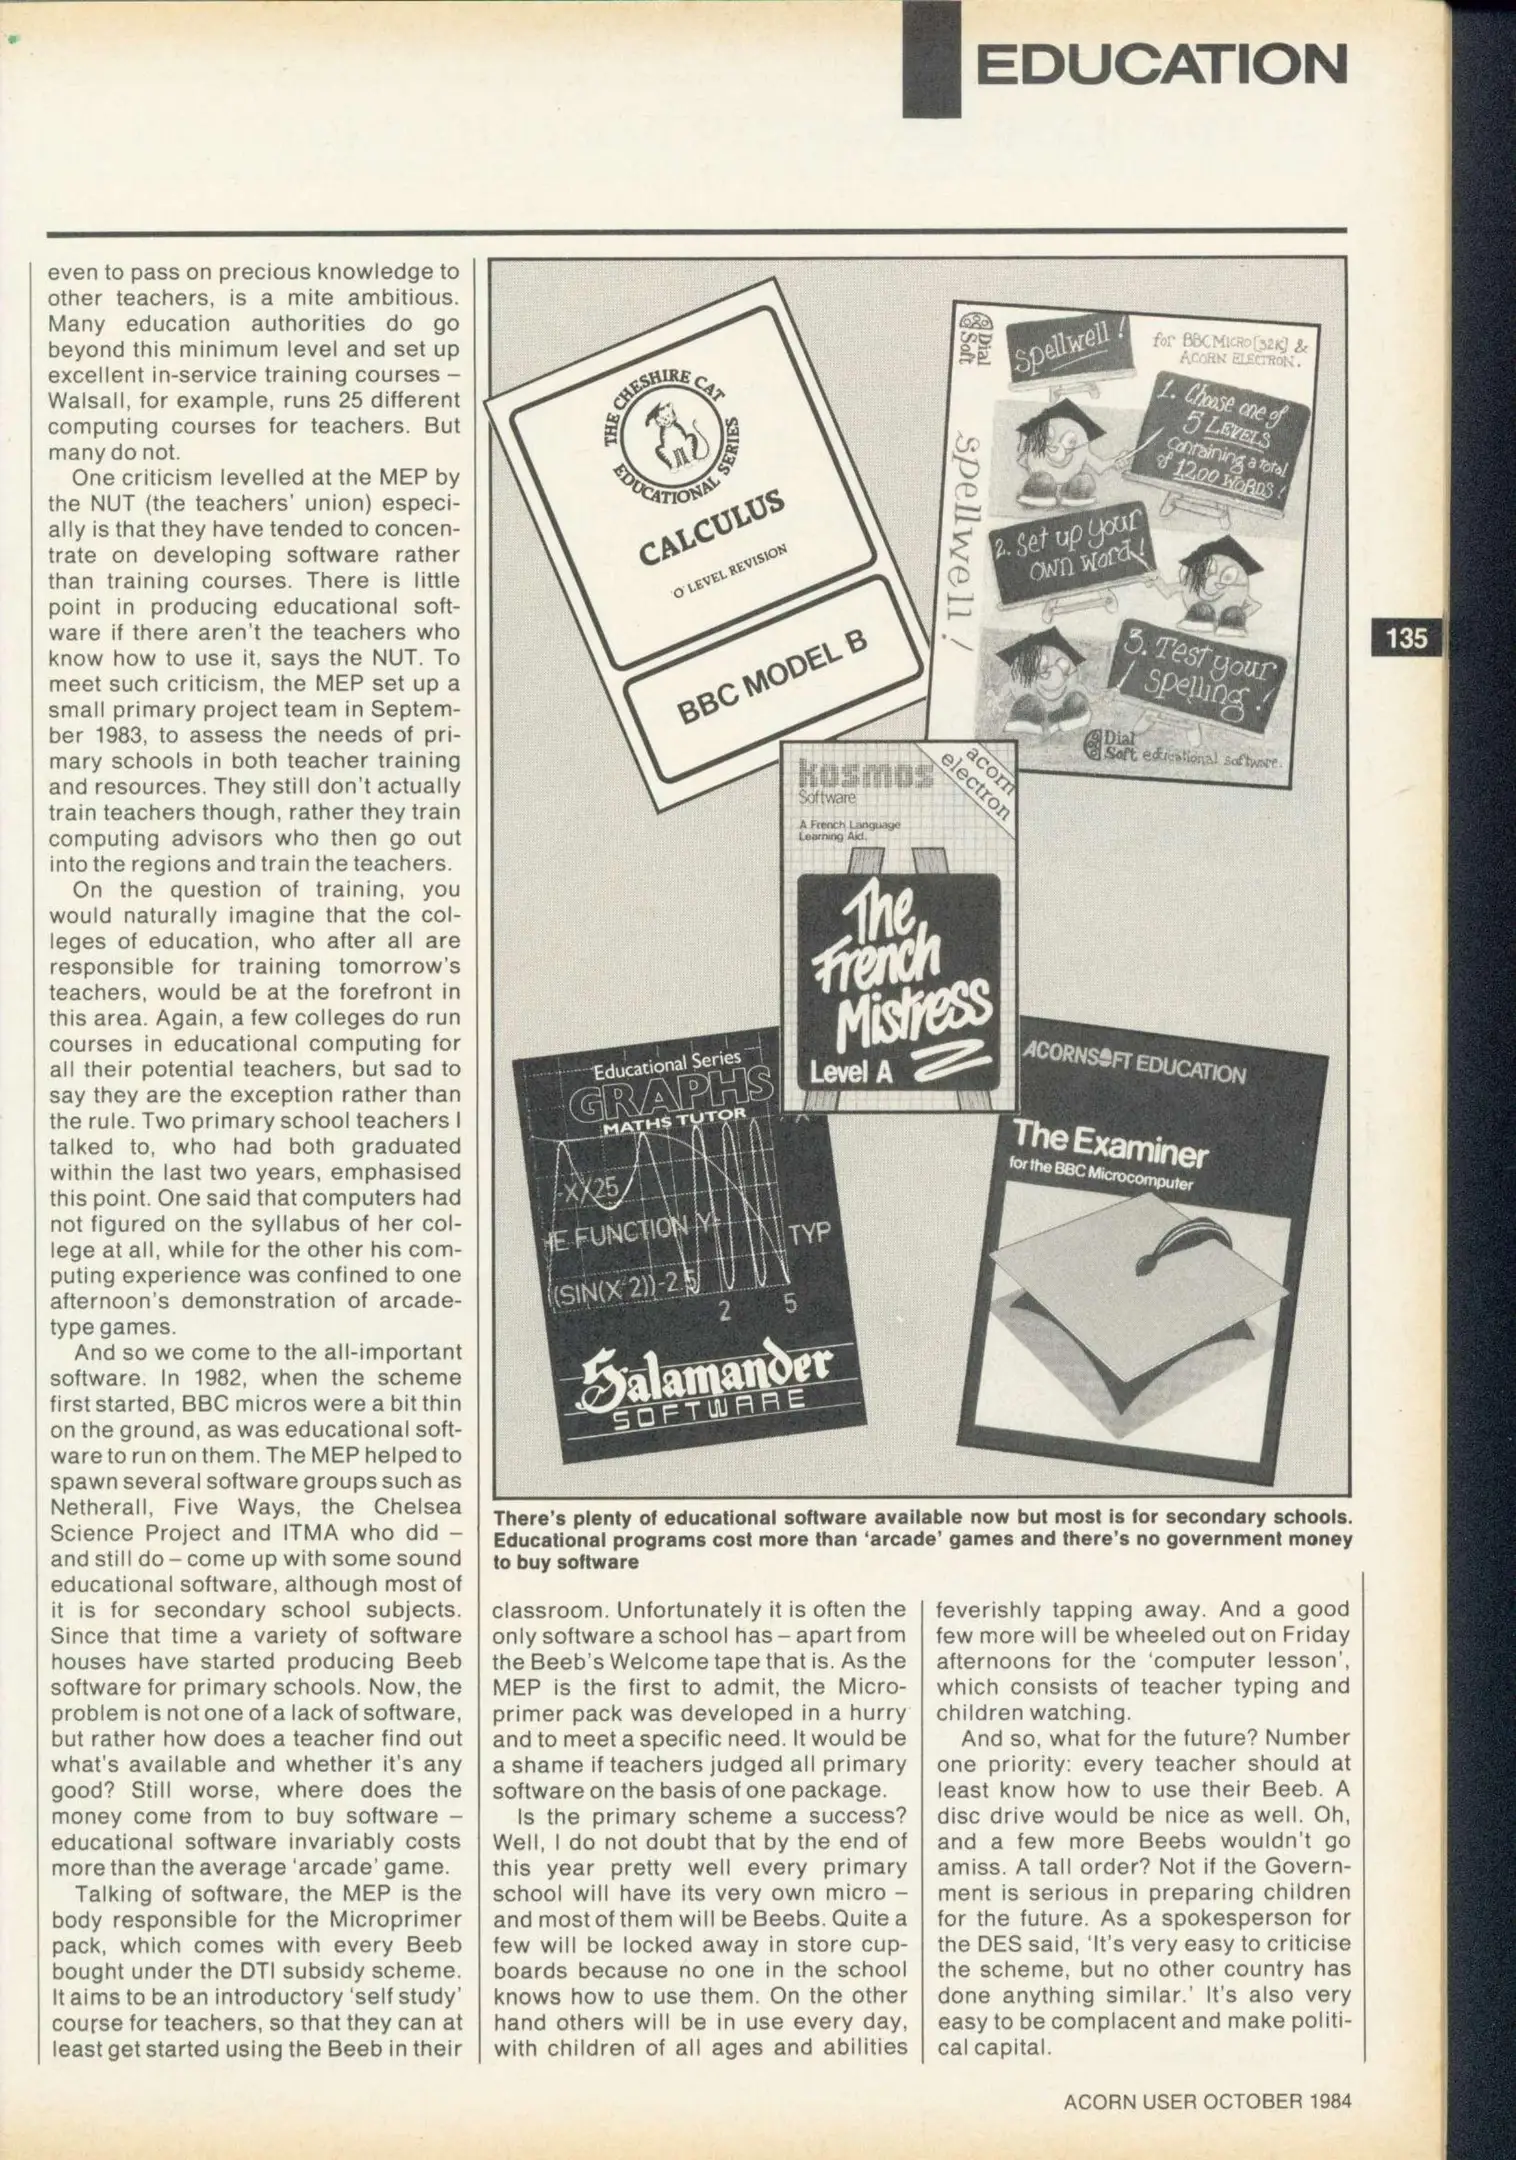 EDUCATION
even to pass on precious knowledge to
other teachers, is a mite ambitious.
Many education authorities do go
beyond this minimum level and set up
excellent in-service training courses –
Walsall, for example, runs 25 different
computing courses for teachers. But
many do not.
One criticism levelled at the MEP by
the NUT (the teachers' union) especi-
ally is that they have tended to concen-
trate on developing software rather
than training courses. There is little
point in producing educational soft-
ware if there aren't the teachers who
know how to use it, says the NUT. To
meet such criticism, the MEP set up a
small primary project team in Septem-
ber 1983, to assess the needs of pri-
mary schools in both teacher training
and resources. They still don't actually
train teachers though, rather they train
computing advisors who then go out
into the regions and train the teachers.
On the question of training, you
would naturally imagine that the col-
leges of education, who after all are
responsible for training tomorrow's
teachers, would be at the forefront in
this area. Again, a few colleges do run
courses in educational computing for
all their potential teachers, but sad to
say they are the exception rather than
the rule. Two primary school teachers I
talked to, who had both graduated
within the last two years, emphasised
this point. One said that computers had
not figured on the syllabus of her col-
lege at all, while for the other his com-
puting experience was confined to one
afternoon's demonstration of arcade-
type games.
And so we come to the all-important
software. In 1982, when the scheme
first started, BBC micros were a bit thin
on the ground, as was educational soft-
ware to run on them. The MEP helped to
spawn several software groups such as
Netherall, Five Ways, the Chelsea
Science Project and ITMA who did –
and still do – come up with some sound
educational software, although most of
it is for secondary school subjects.
Since that time a variety of software
houses have started producing Beeb
software for primary schools. Now, the
problem is not one of a lack of software,
but rather how does a teacher find out
what's available and whether it's any
good? Still worse, where does the
money come from to buy software –
educational software invariably costs
more than the average 'arcade' game.
Talking of software, the MEP is the
body responsible for the Microprimer
pack, which comes with every Beeb
bought under the DTI subsidy scheme.
It aims to be an introductory 'self study'
course for teachers, so that they can at
least get started using the Beeb in their
THE CHESHIRE CAT
EDUCATIONAL SERIES
CALCULUS
'O' LEVEL REVISION
BBC MODEL B
Dial
Soft
spellwell !
Spellwell !
for BBC MICRO [32K] &
ACORN ELECTRON.
1. Choose one of
5 LEVELS
containing a total
of 1200 WORDS !
2. Set up your
own Words!
3. Test your
spelling !
Dial
Soft educational software.
kosmos
Software
acorn
electron
A French Language
Learning Aid.
The
French
Mistress
Level A
Educational Series
GRAPHS
MATHS TUTOR
-X
-X/X25
HE FUNCTION Y=
TYP
((SIN(X^2))-2.5
2
5
Salamander
SOFTWARE
ACORNSOFT EDUCATION
The Examiner
for the BBC Microcomputer
There's plenty of educational software available now but most is for secondary schools.
Educational programs cost more than 'arcade' games and there's no government money
to buy software
classroom. Unfortunately it is often the
only software a school has – apart from
the Beeb's Welcome tape that is. As the
MEP is the first to admit, the Micro-
primer pack was developed in a hurry
and to meet a specific need. It would be
a shame if teachers judged all primary
software on the basis of one package.
Is the primary scheme a success?
Well, I do not doubt that by the end of
this year pretty well every primary
school will have its very own micro –
and most of them will be Beebs. Quite a
few will be locked away in store cup-
boards because no one in the school
knows how to use them. On the other
hand others will be in use every day,
with children of all ages and abilities
feverishly tapping away. And a good
few more will be wheeled out on Friday
afternoons for the 'computer lesson',
which consists of teacher typing and
children watching.
And so, what for the future? Number
one priority: every teacher should at
least know how to use their Beeb. A
disc drive would be nice as well. Oh,
and a few more Beebs wouldn't go
amiss. A tall order? Not if the Govern-
ment is serious in preparing children
for the future. As a spokesperson for
the DES said, 'It's very easy to criticise
the scheme, but no other country has
done anything similar.' It's also very
easy to be complacent and make politi-
cal capital.
135
ACORN USER OCTOBER 1984